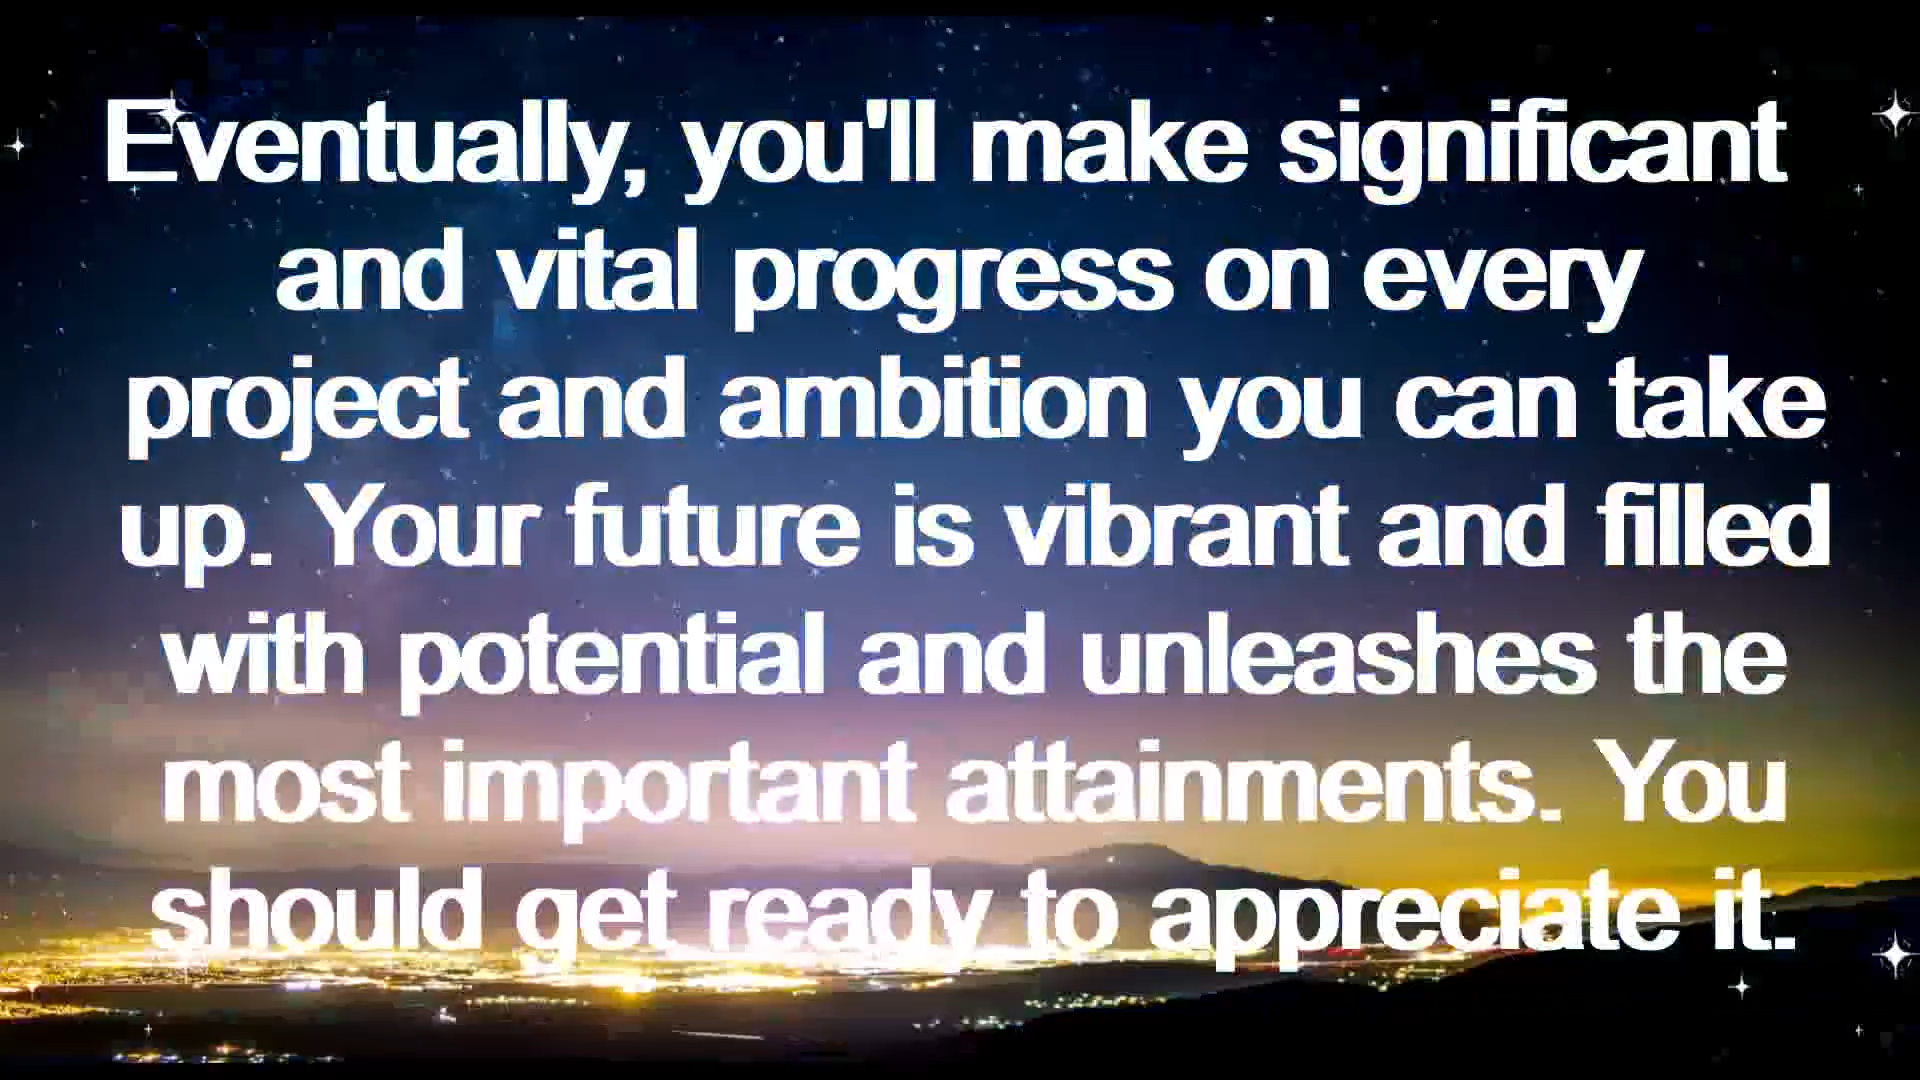 Eventually, you'll make significant
and vital progress on every
project and ambition you can take
up. Your future is vibrant and filled
with potential and unleashes the
most important attainments. You
should get ready to appreciate it.